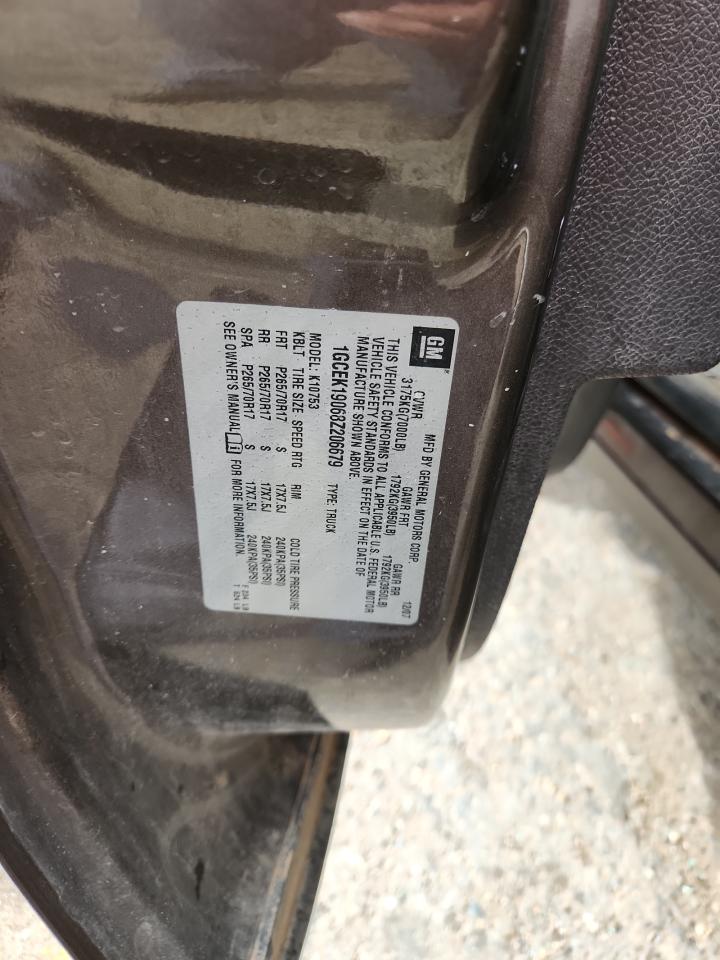 GM MFD BY GENERAL MOTORS CORP 12/07
GVWR GAWR FRT GAWR RR
3175KG(7000LB) 1792KG(3950LB) 1792KG(3950LB)
THIS VEHICLE CONFORMS TO ALL APPLICABLE U.S. FEDERAL MOTOR
VEHICLE SAFETY STANDARDS IN EFFECT ON THE DATE OF
MANUFACTURE SHOWN ABOVE.
1GCEK19068Z206679 TYPE: TRUCK
MODEL: K10753
KBLT TIRE SIZE SPEED RTG RIM COLD TIRE PRESSURE
FRT P265/70R17 S 17X7.5J 240KPA(35PSI)
RR P265/70R17 S 17X7.5J 240KPA(35PSI)
SPA P265/70R17 S 17X7.5J 240KPA(35PSI)
SEE OWNER'S MANUAL FOR MORE INFORMATION.